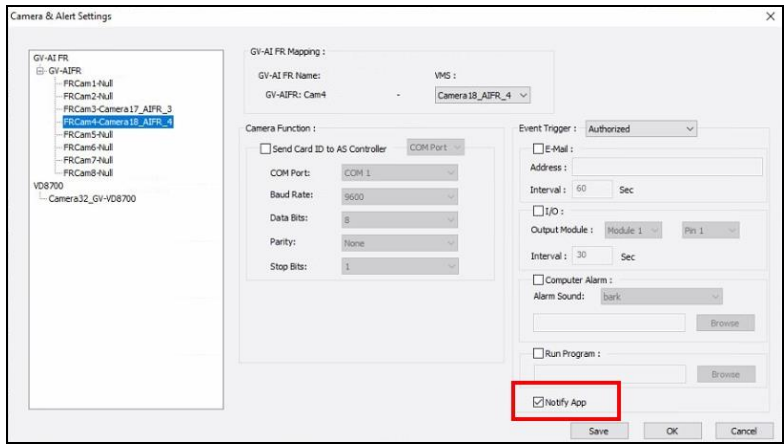 Camera & Alert Settings
GV-AI FR
GV-AIFR
FRCam1-Null
FRCam2-Null
FRCam3-Camera17_AIFR_3
FRCam4-Camera18_AIFR_4
FRCam5-Null
FRCam6-Null
FRCam7-Null
FRCam8-Null
VD8700
Camera32_GV-VD8700
GV-AI FR Mapping :
GV-AI FR Name: VMS :
GV-AIFR: Cam4 - Camera18_AIFR_4
Camera Function :
Send Card ID to AS Controller COM Port
COM Port: COM 1
Baud Rate: 9600
Data Bits: 8
Parity: None
Stop Bits: 1
Event Trigger : Authorized
E-Mail :
Address :
Interval : 60 Sec
I/O :
Output Module : Module 1 Pin 1
Interval : 30 Sec
Computer Alarm :
Alarm Sound: bark
Browse
Run Program :
Browse
Notify App
Save OK Cancel